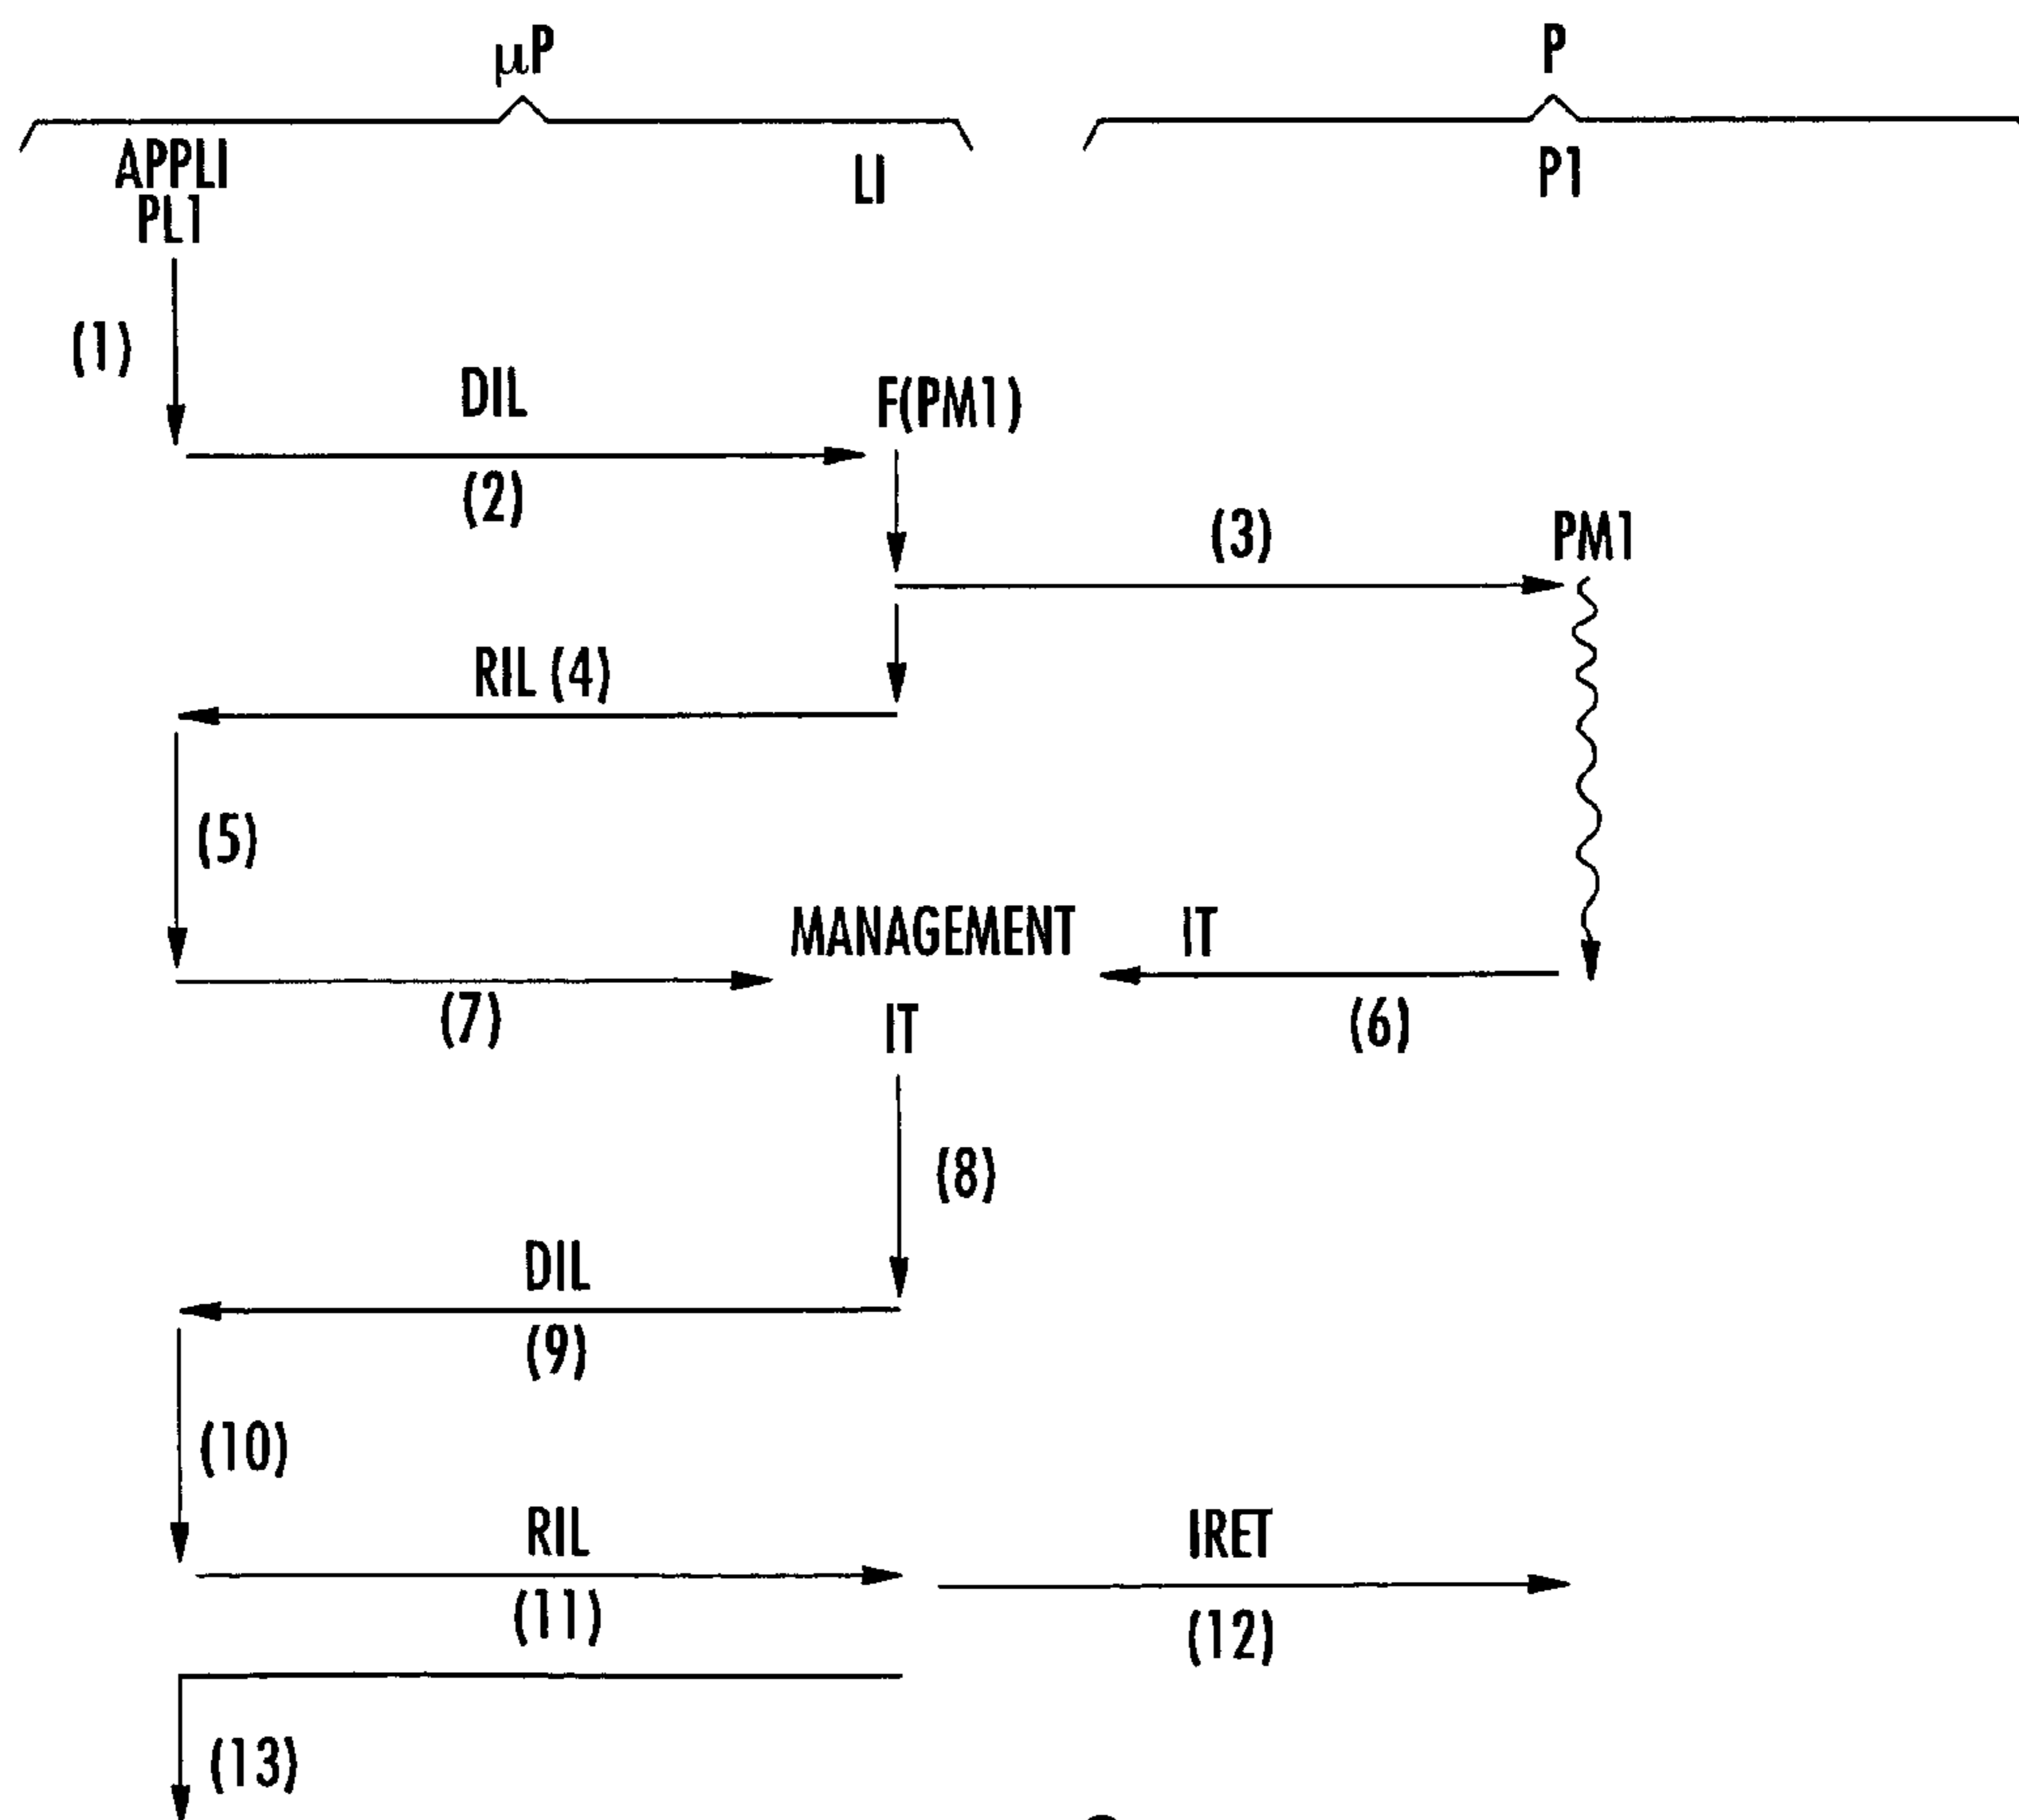 μP
P
APPLI
PL1
LI
P1
(1)
DIL
F(PM1)
(2)
(3)
PM1
RIL (4)
(5)
MANAGEMENT
IT
IT
(7)
(6)
(8)
DIL
(9)
(10)
RIL
IRET
(11)
(12)
(13)